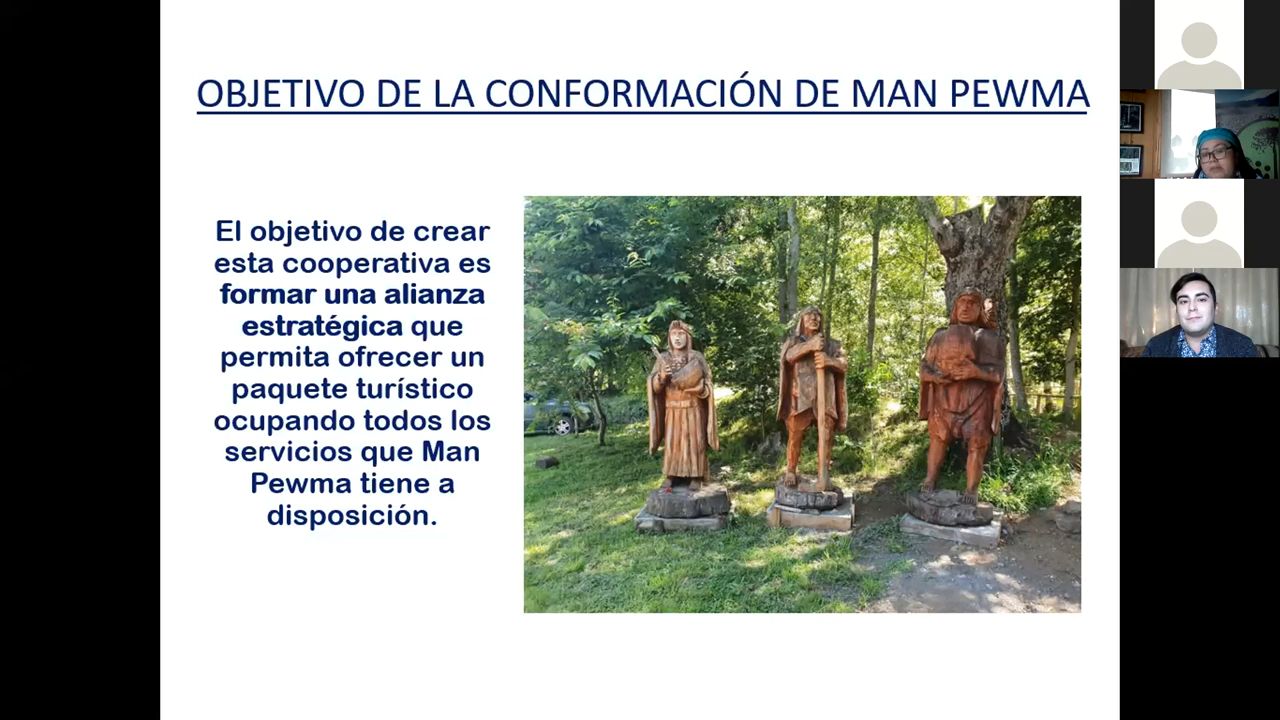 OBJETIVO DE LA CONFORMACIÓN DE MAN PEWMA
El objetivo de crear
esta cooperativa es
formar una alianza
estratégica que
permita ofrecer un
paquete turístico
ocupando todos los
servicios que Man
Pewma tiene a
disposición.